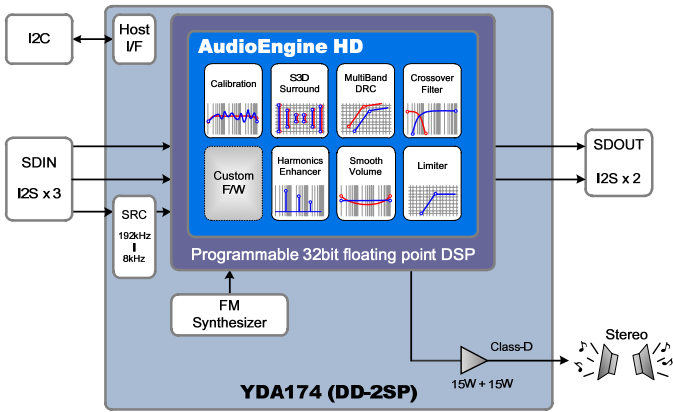 I2C
Host
I/F
AudioEngine HD
Calibration
S3D
Surround
MultiBand
DRC
Crossover
Filter
Custom
F/W
Harmonics
Enhancer
Smooth
Volume
Limiter
Programmable 32bit floating point DSP
SDIN
I2S x 3
SRC
192kHz
8kHz
SDOUT
I2S x 2
FM
Synthesizer
Class-D
15W + 15W
Stereo
YDA174 (DD-2SP)